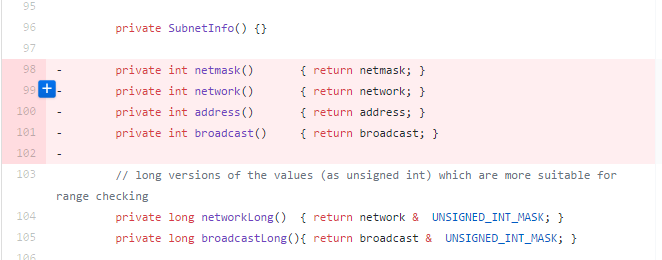 95
96 private SubnetInfo() {}
97
98 - private int netmask() { return netmask; }
99 + - private int network() { return network; }
100 - private int address() { return address; }
101 - private int broadcast() { return broadcast; }
102 -
103 // long versions of the values (as unsigned int) which are more suitable for
range checking
104 private long networkLong() { return network & UNSIGNED_INT_MASK; }
105 private long broadcastLong(){ return broadcast & UNSIGNED_INT_MASK; }
106